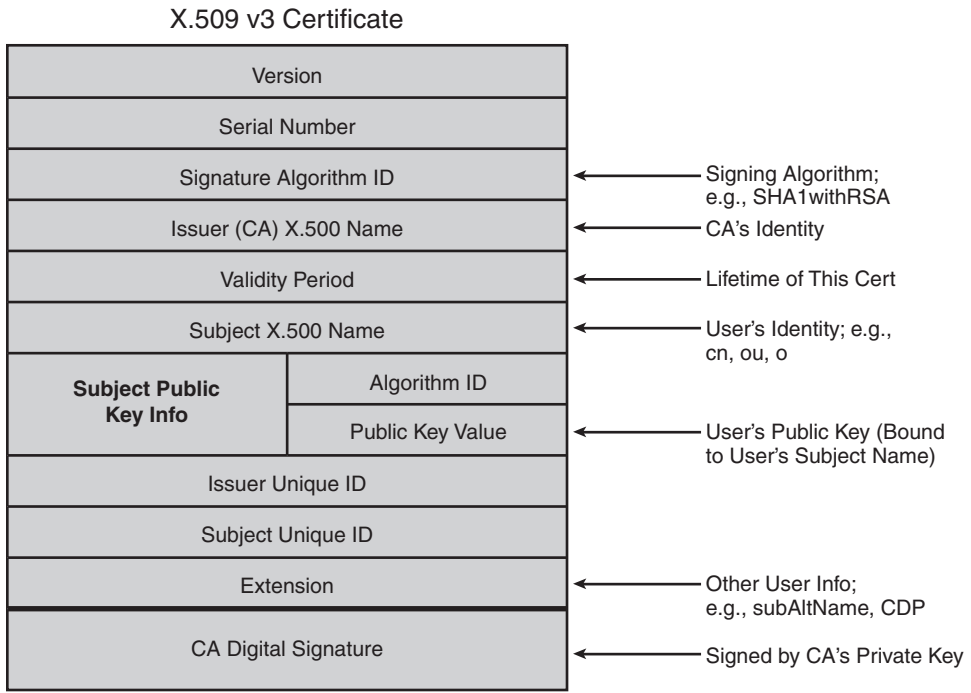 X.509 v3 Certificate
Version
Serial Number
Signature Algorithm ID
Signing Algorithm;
e.g., SHA1withRSA
Issuer (CA) X.500 Name
CA's Identity
Validity Period
Lifetime of This Cert
Subject X.500 Name
User's Identity; e.g.,
cn, ou, o
Subject Public
Key Info
Algorithm ID
Public Key Value
User's Public Key (Bound
to User's Subject Name)
Issuer Unique ID
Subject Unique ID
Extension
Other User Info;
e.g., subAltName, CDP
CA Digital Signature
Signed by CA's Private Key